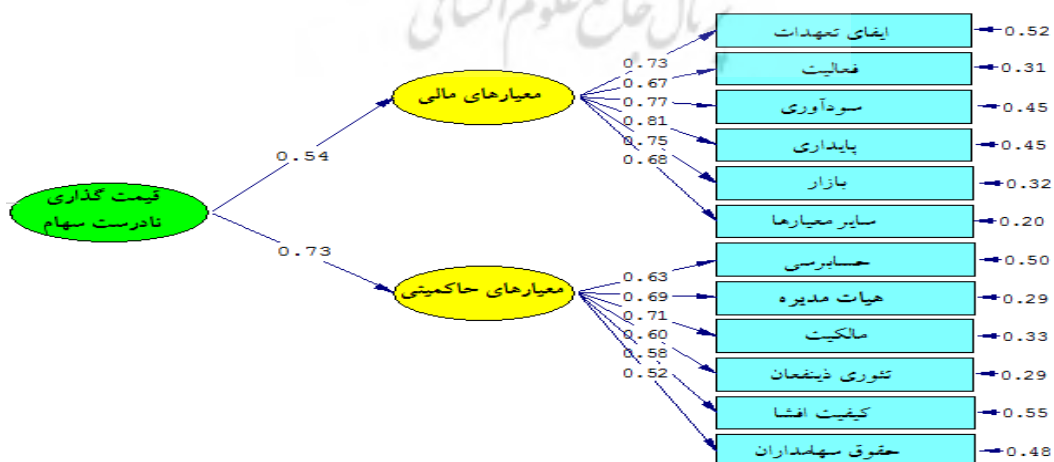 پرتال جامع علوم انسانی
ایفای تعهدات
0.52
0.73
فعالیت
0.31
0.67
معیارهای مالی
سودآوری
0.45
0.77
پایداری
0.45
0.81
بازار
0.32
0.75
سایر معیارها
0.20
0.68
0.54
قیمت گذاری
نادرست سهام
0.73
حسابرسی
0.50
0.63
هیات مدیره
0.29
0.69
معیارهای حاکمیتی
مالکیت
0.33
0.71
تئوری ذینفعان
0.29
0.60
کیفیت افشا
0.55
0.58
حقوق سهامداران
0.48
0.52